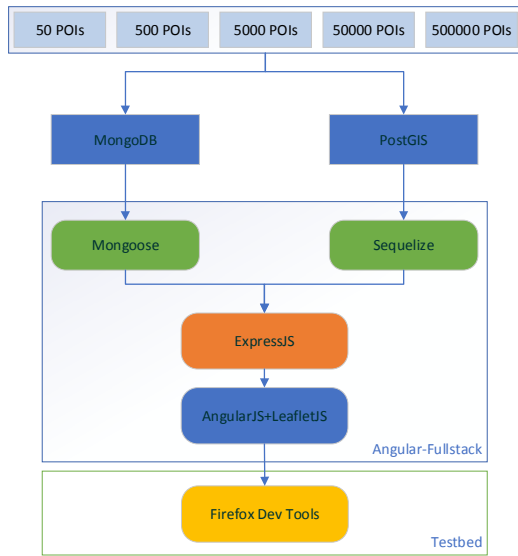 50 POIs
500 POIs
5000 POIs
50000 POIs
500000 POIs
MongoDB
PostGIS
Mongoose
Sequelize
ExpressJS
AngularJS+LeafletJS
Angular-Fullstack
Firefox Dev Tools
Testbed